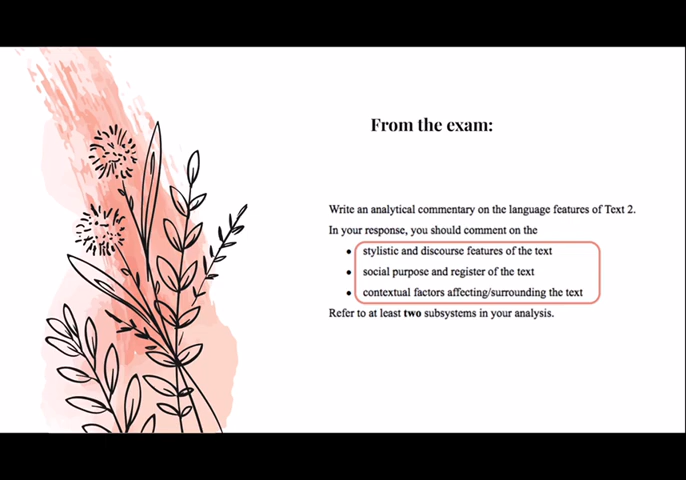 From the exam:
Write an analytical commentary on the language features of Text 2.
In your response, you should comment on the
• stylistic and discourse features of the text
• social purpose and register of the text
• contextual factors affecting/surrounding the text
Refer to at least two subsystems in your analysis.